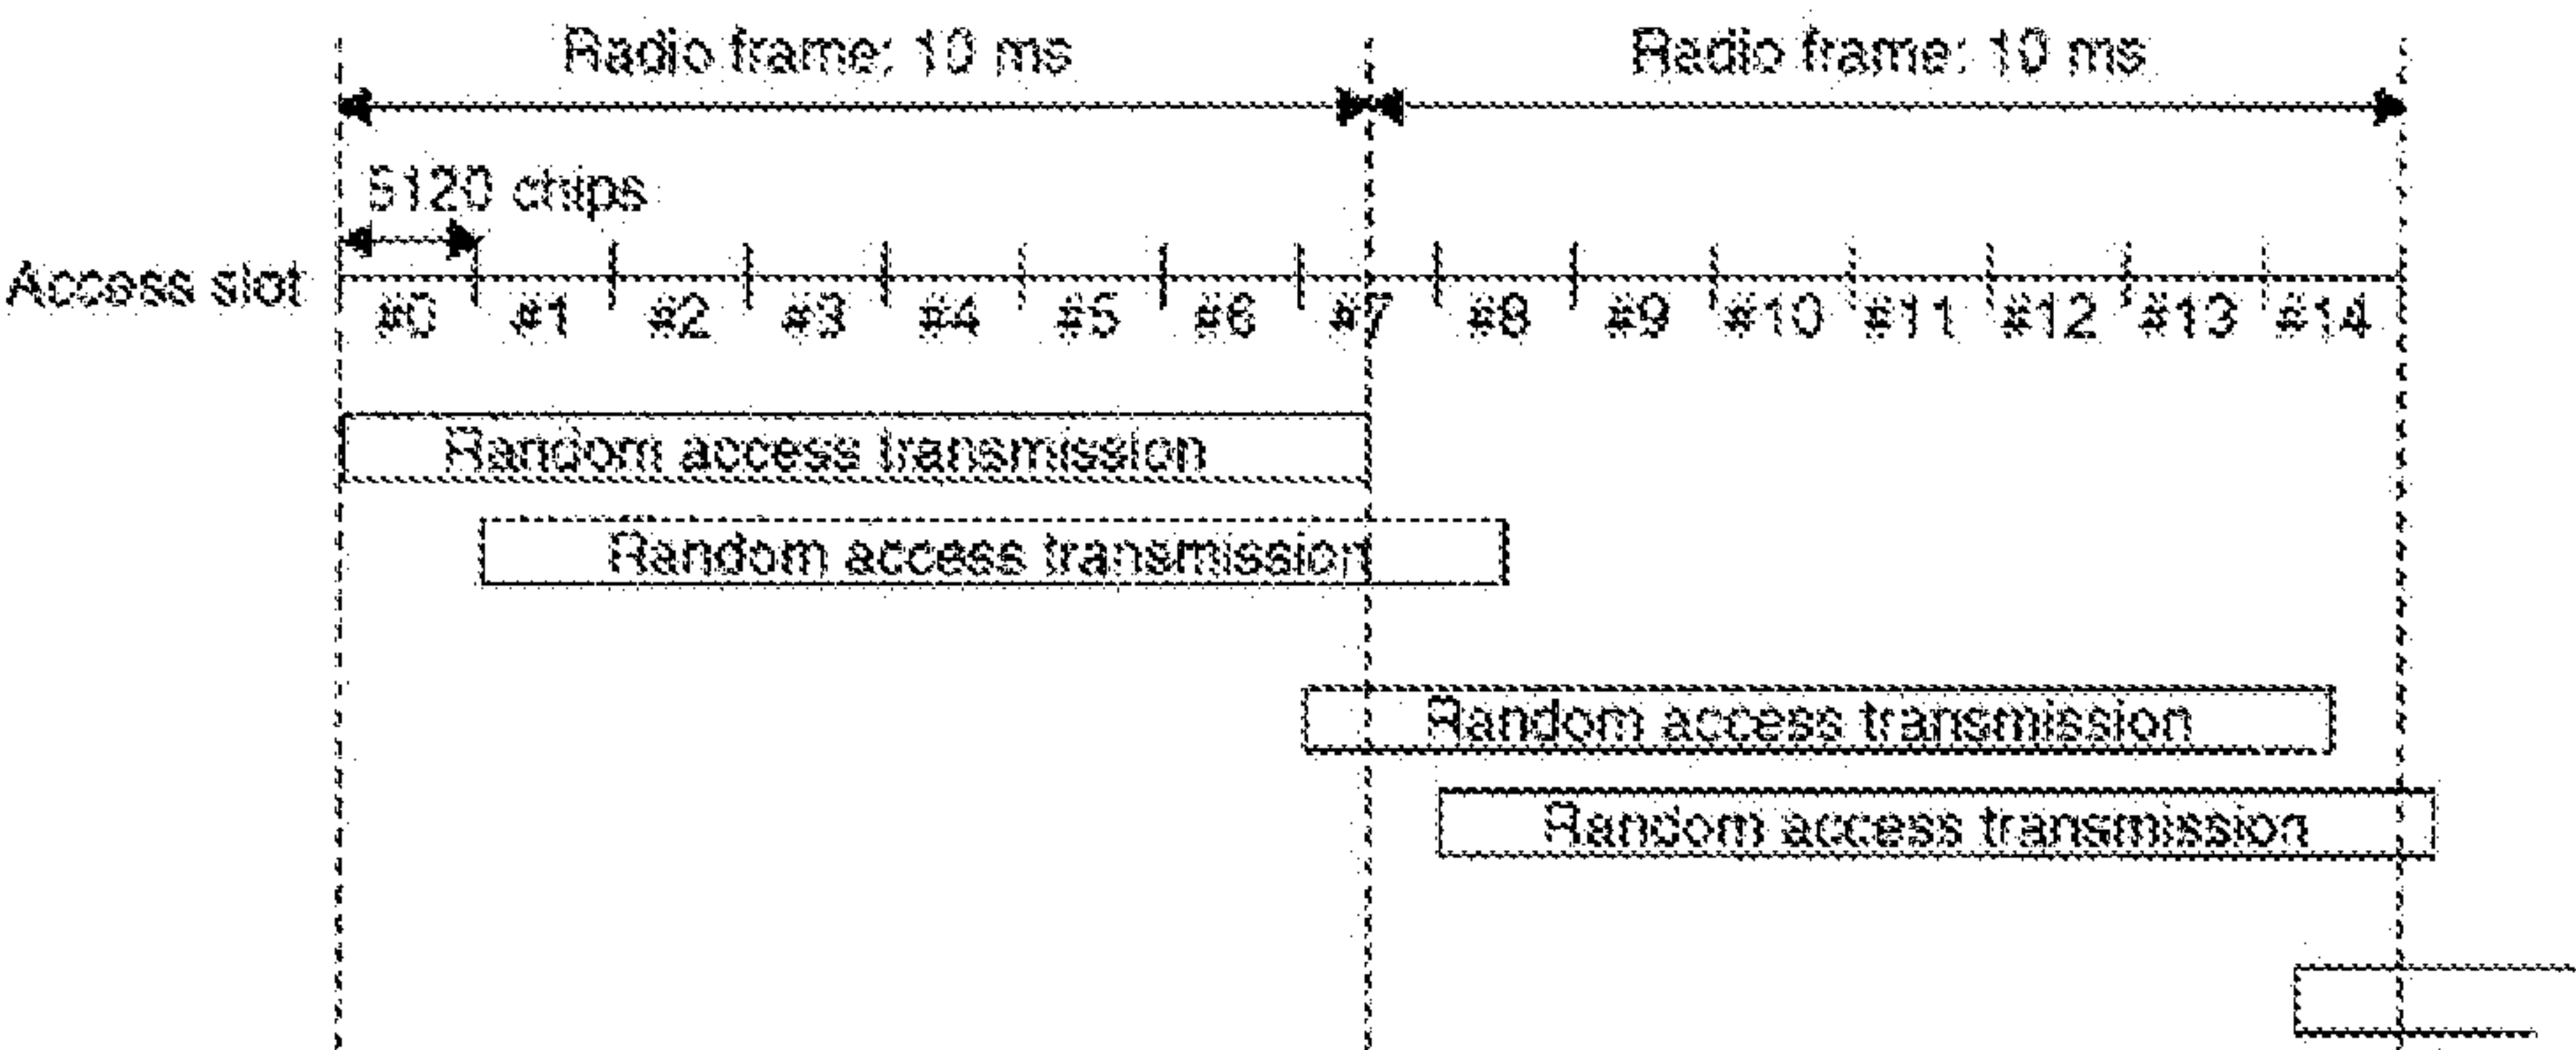 Radio frame: 10 ms Radio frame: 10 ms
5120 chips
Access slot #0 #1 #2 #3 #4 #5 #6 #7 #8 #9 #10 #11 #12 #13 #14
Random access transmission
Random access transmission
Random access transmission
Random access transmission